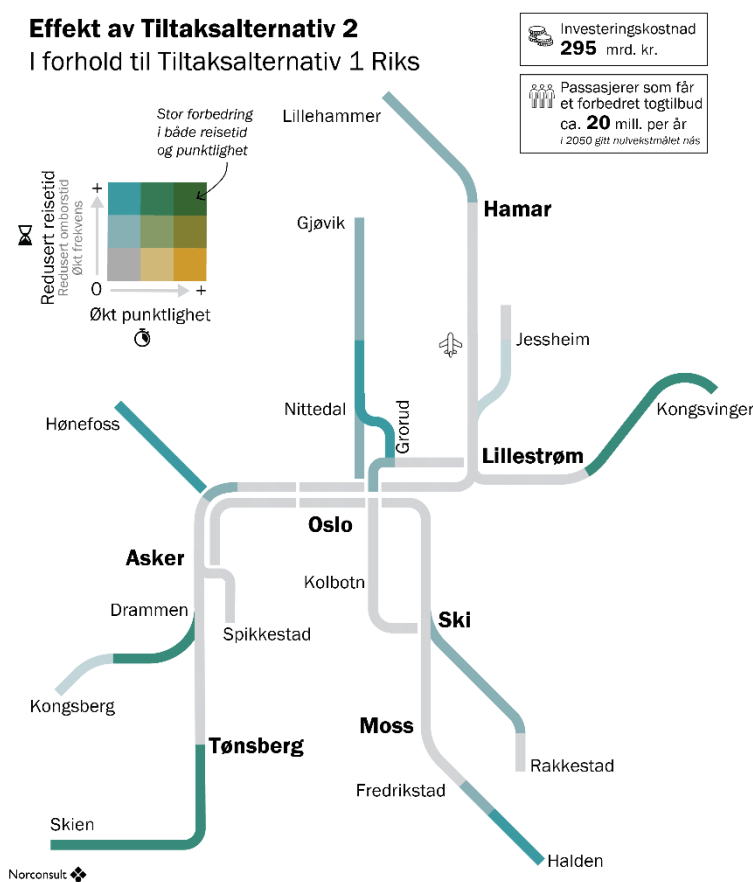 Effekt av Tiltaksalternativ 2
I forhold til Tiltaksalternativ 1 Riks
Investeringskostnad
295 mrd. kr.
Passasjerer som får
et forbedret togtilbud
ca. 20 mill. per år
i 2050 gitt nulvekstmålet nås
Stor forbedring
i både reisetid
og punktlighet
Redusert reisetid
Redusert ombordstid
Økt frekvens
+
0
+
Økt punktlighet
Lillehammer
Hamar
Gjøvik
Jessheim
Kongsvinger
Nittedal
Grorud
Hønefoss
Lillestrøm
Oslo
Asker
Kolbotn
Drammen
Spikkestad
Ski
Kongsberg
Moss
Tønsberg
Rakkestad
Fredrikstad
Skien
Halden
Norconsult